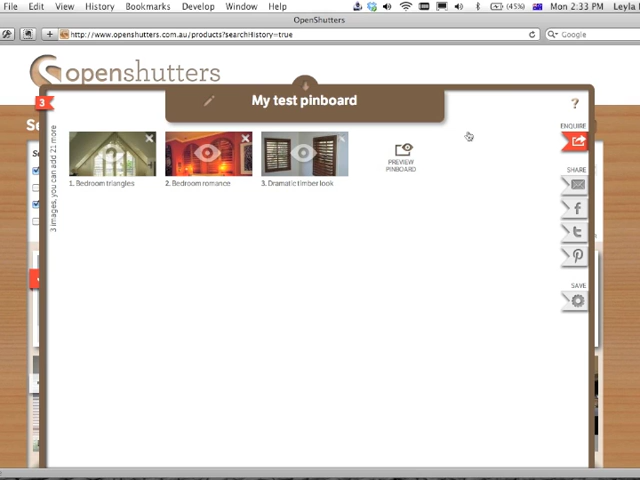 File Edit View History Bookmarks Develop Window Help (45%) Mon 2:33 PM Leyla
OpenShutters
http://www.openshutters.com.au/products?searchHistory=true
Google
openshutters
3
My test pinboard
?
ENQUIRE
3 images, you can add 21 more
PREVIEW
PINBOARD
SHARE
1. Bedroom triangles
2. Bedroom romance
3. Dramatic timber look
SAVE